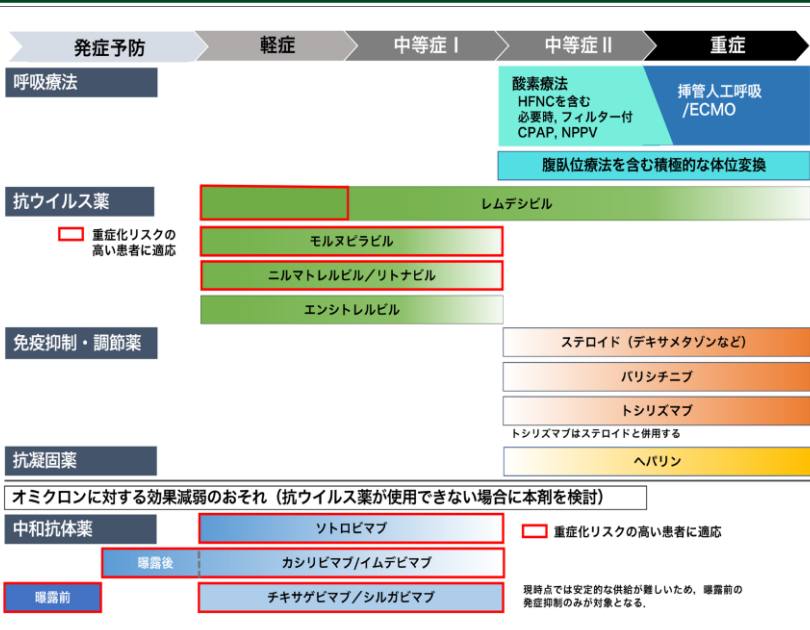 発症予防
軽症
中等症Ⅰ
中等症Ⅱ
重症
呼吸療法
酸素療法
HFNCを含む
必要時, フィルター付
CPAP, NPPV
挿管人工呼吸
/ECMO
腹臥位療法を含む積極的な体位変換
抗ウイルス薬
レムデシビル
重症化リスクの
高い患者に適応
モルヌピラビル
ニルマトレルビル／リトナビル
エンシトレルビル
免疫抑制・調節薬
ステロイド（デキサメタゾンなど）
バリシチニブ
トシリズマブ
トシリズマブはステロイドと併用する
抗凝固薬
ヘパリン
オミクロンに対する効果減弱のおそれ（抗ウイルス薬が使用できない場合に本剤を検討）
中和抗体薬
ソトロビマブ
重症化リスクの高い患者に適応
曝露後
カシリビマブ/イムデビマブ
曝露前
チキサゲビマブ／シルガビマブ
現時点では安定的な供給が難しいため，曝露前の
発症抑制のみが対象となる．